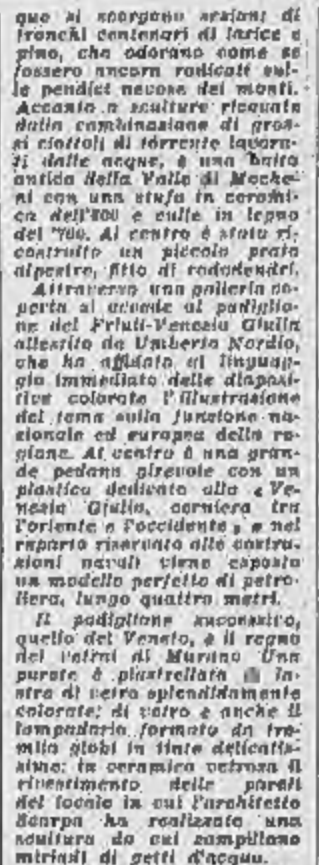 que si scorgono sezioni di
tronchi centenari di larice e
pino, che odorano come se
fossero ancora radicati sul-
le pendici nevose dei monti.
Accanto a sculture ricavate
dalla combinazione di gros-
si ciottoli di torrente lavora-
ti dalle acque, è una baita
antica della Valle di Moche-
ni con una stufa in cerami-
ca dell'800 e culle in legno
del '700. Al centro è stato ri-
costruito un piccolo prato
alpestre, fitto di rododendri.
Attraverso una galleria co-
perta si accede al padiglio-
ne del Friuli-Venezia Giulia
allestito da Umberto Nordio,
che ha affidato al linguag-
gio immediato delle diaposi-
tive colorate l'illustrazione
del tema sulla funzione na-
zionale ed europea della re-
gione. Al centro è una gran-
de pedana girevole con un
plastico dedicato alla « Ve-
nezia Giulia, cerniera tra
l'oriente e l'occidente » e nel
reparto riservato alle costru-
zioni navali viene esposto
un modello perfetto di petro-
liera, lungo quattro metri.
Il padiglione successivo,
quello del Veneto, è il regno
dei vetrai di Murano Una
parete è piastrellata la-
stra di vetro splendidamente
colorate; di vetro è anche il
lampadario formato da tre-
mila globi in tinte delicatis-
sime; in ceramica vetrosa il
rivestimento delle pareti
del locale in cui l'architetto
Scarpa ha realizzato una
scultura da cui zampillano
miriadi di getti d'acqua.